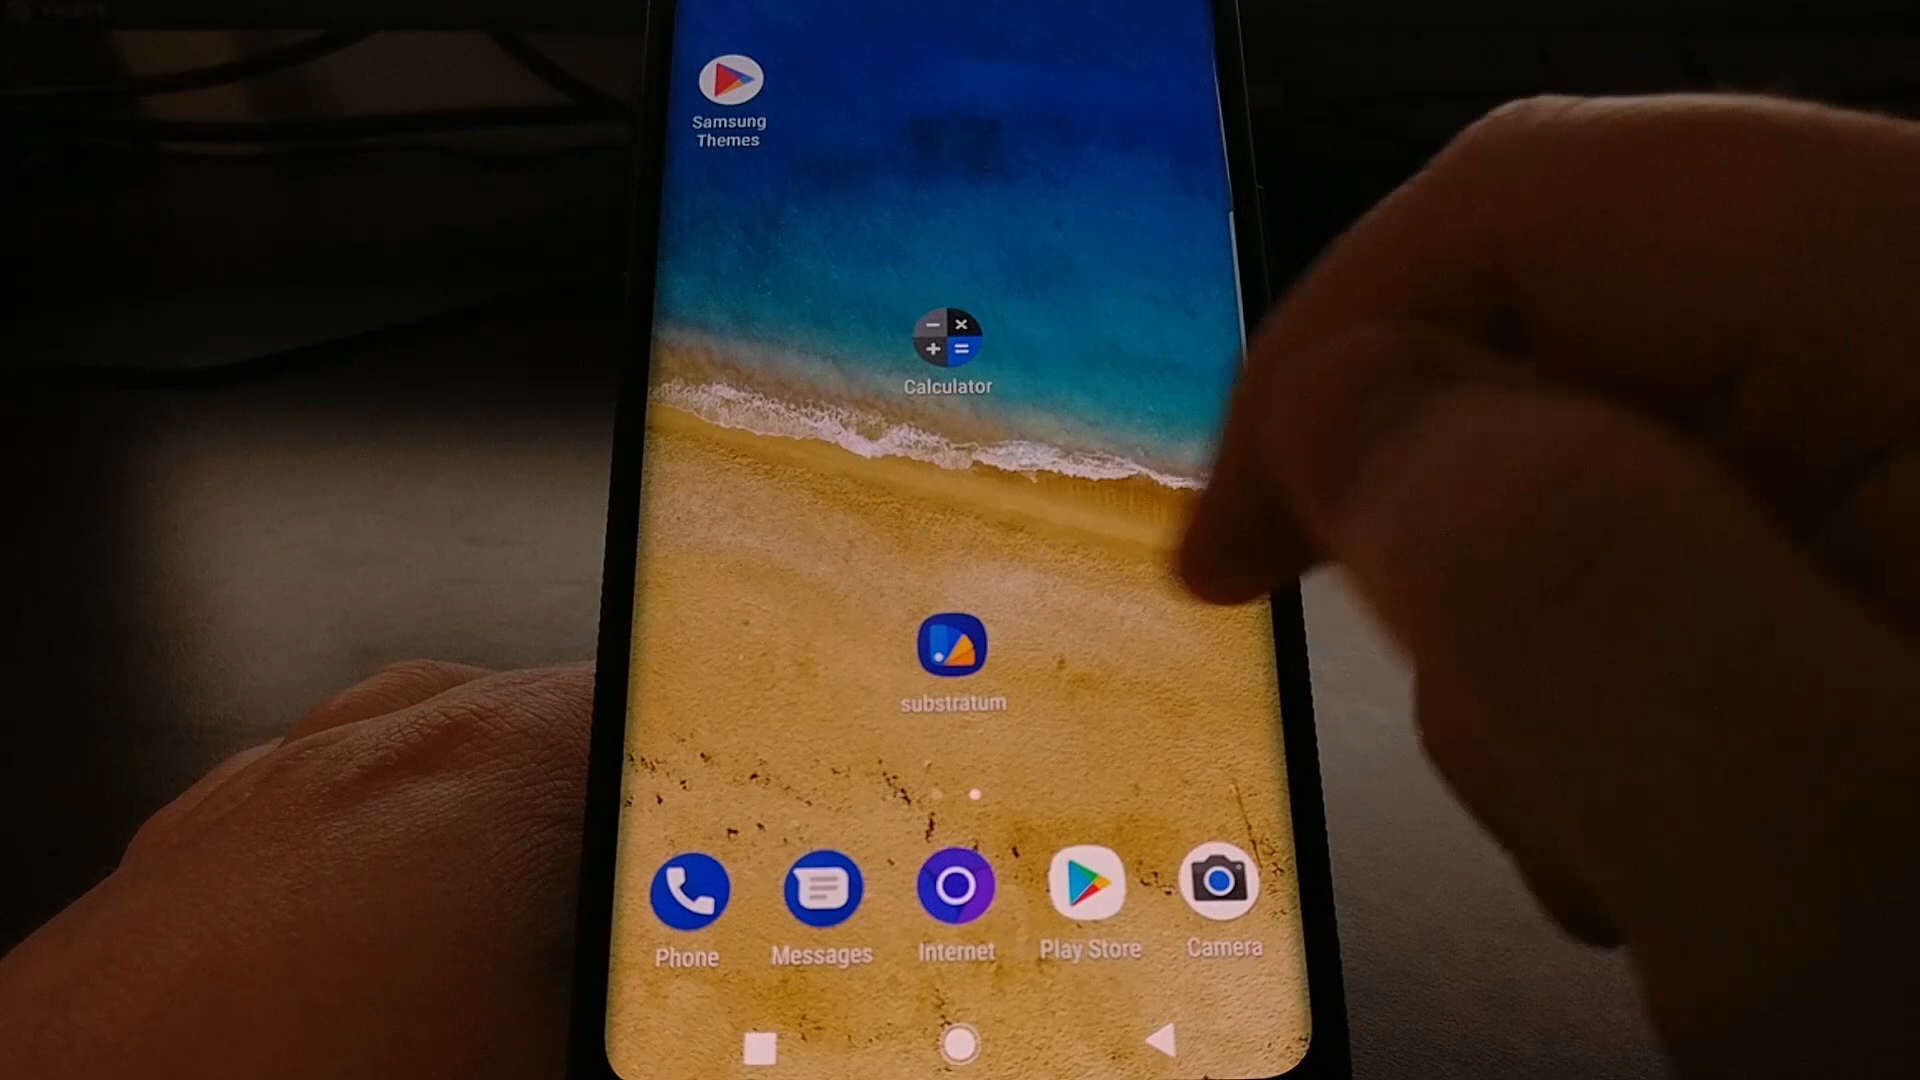 Samsung
Themes
Calculator
substratum
Phone
Messages
Internet
Play Store
Camera